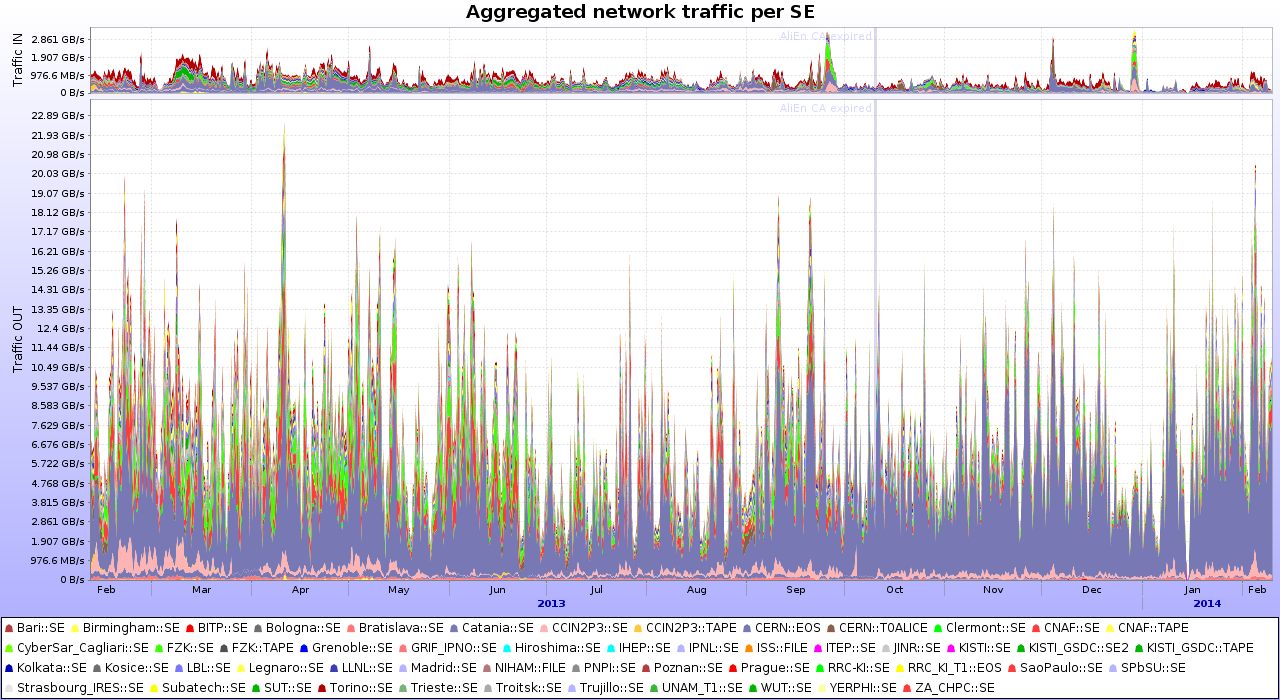 Aggregated network traffic per SE
Traffic IN
2.861 GB/s
1.907 GB/s
976.6 MB/s
0 B/s
AliEn CA expired
Traffic OUT
22.89 GB/s
21.93 GB/s
20.98 GB/s
20.03 GB/s
19.07 GB/s
18.12 GB/s
17.17 GB/s
16.21 GB/s
15.26 GB/s
14.31 GB/s
13.35 GB/s
12.4 GB/s
11.44 GB/s
10.49 GB/s
9.537 GB/s
8.583 GB/s
7.629 GB/s
6.676 GB/s
5.722 GB/s
4.768 GB/s
3.815 GB/s
2.861 GB/s
1.907 GB/s
976.6 MB/s
0 B/s
AliEn CA expired
Feb Mar Apr May Jun Jul Aug Sep Oct Nov Dec Jan Feb
2013 2014
Bari::SE Birmingham::SE BITP::SE Bologna::SE Bratislava::SE Catania::SE CCIN2P3::SE CCIN2P3::TAPE CERN::EOS CERN::T0ALICE Clermont::SE CNAF::SE CNAF::TAPE
CyberSar_Cagliari::SE FZK::SE FZK::TAPE Grenoble::SE GRIF_IPNO::SE Hiroshima::SE IHEP::SE IPNL::SE ISS::FILE ITEP::SE JINR::SE KISTI::SE KISTI_GSDC::SE2 KISTI_GSDC::TAPE
Kolkata::SE Kosice::SE LBL::SE Legnaro::SE LLNL::SE Madrid::SE NIHAM::FILE PNPI::SE Poznan::SE Prague::SE RRC-KI::SE RRC_KI_T1::EOS SaoPaulo::SE SPbSU::SE
Strasbourg_IRES::SE Subatech::SE SUT::SE Torino::SE Trieste::SE Troitsk::SE Trujillo::SE UNAM_T1::SE WUT::SE YERPHI::SE ZA_CHPC::SE